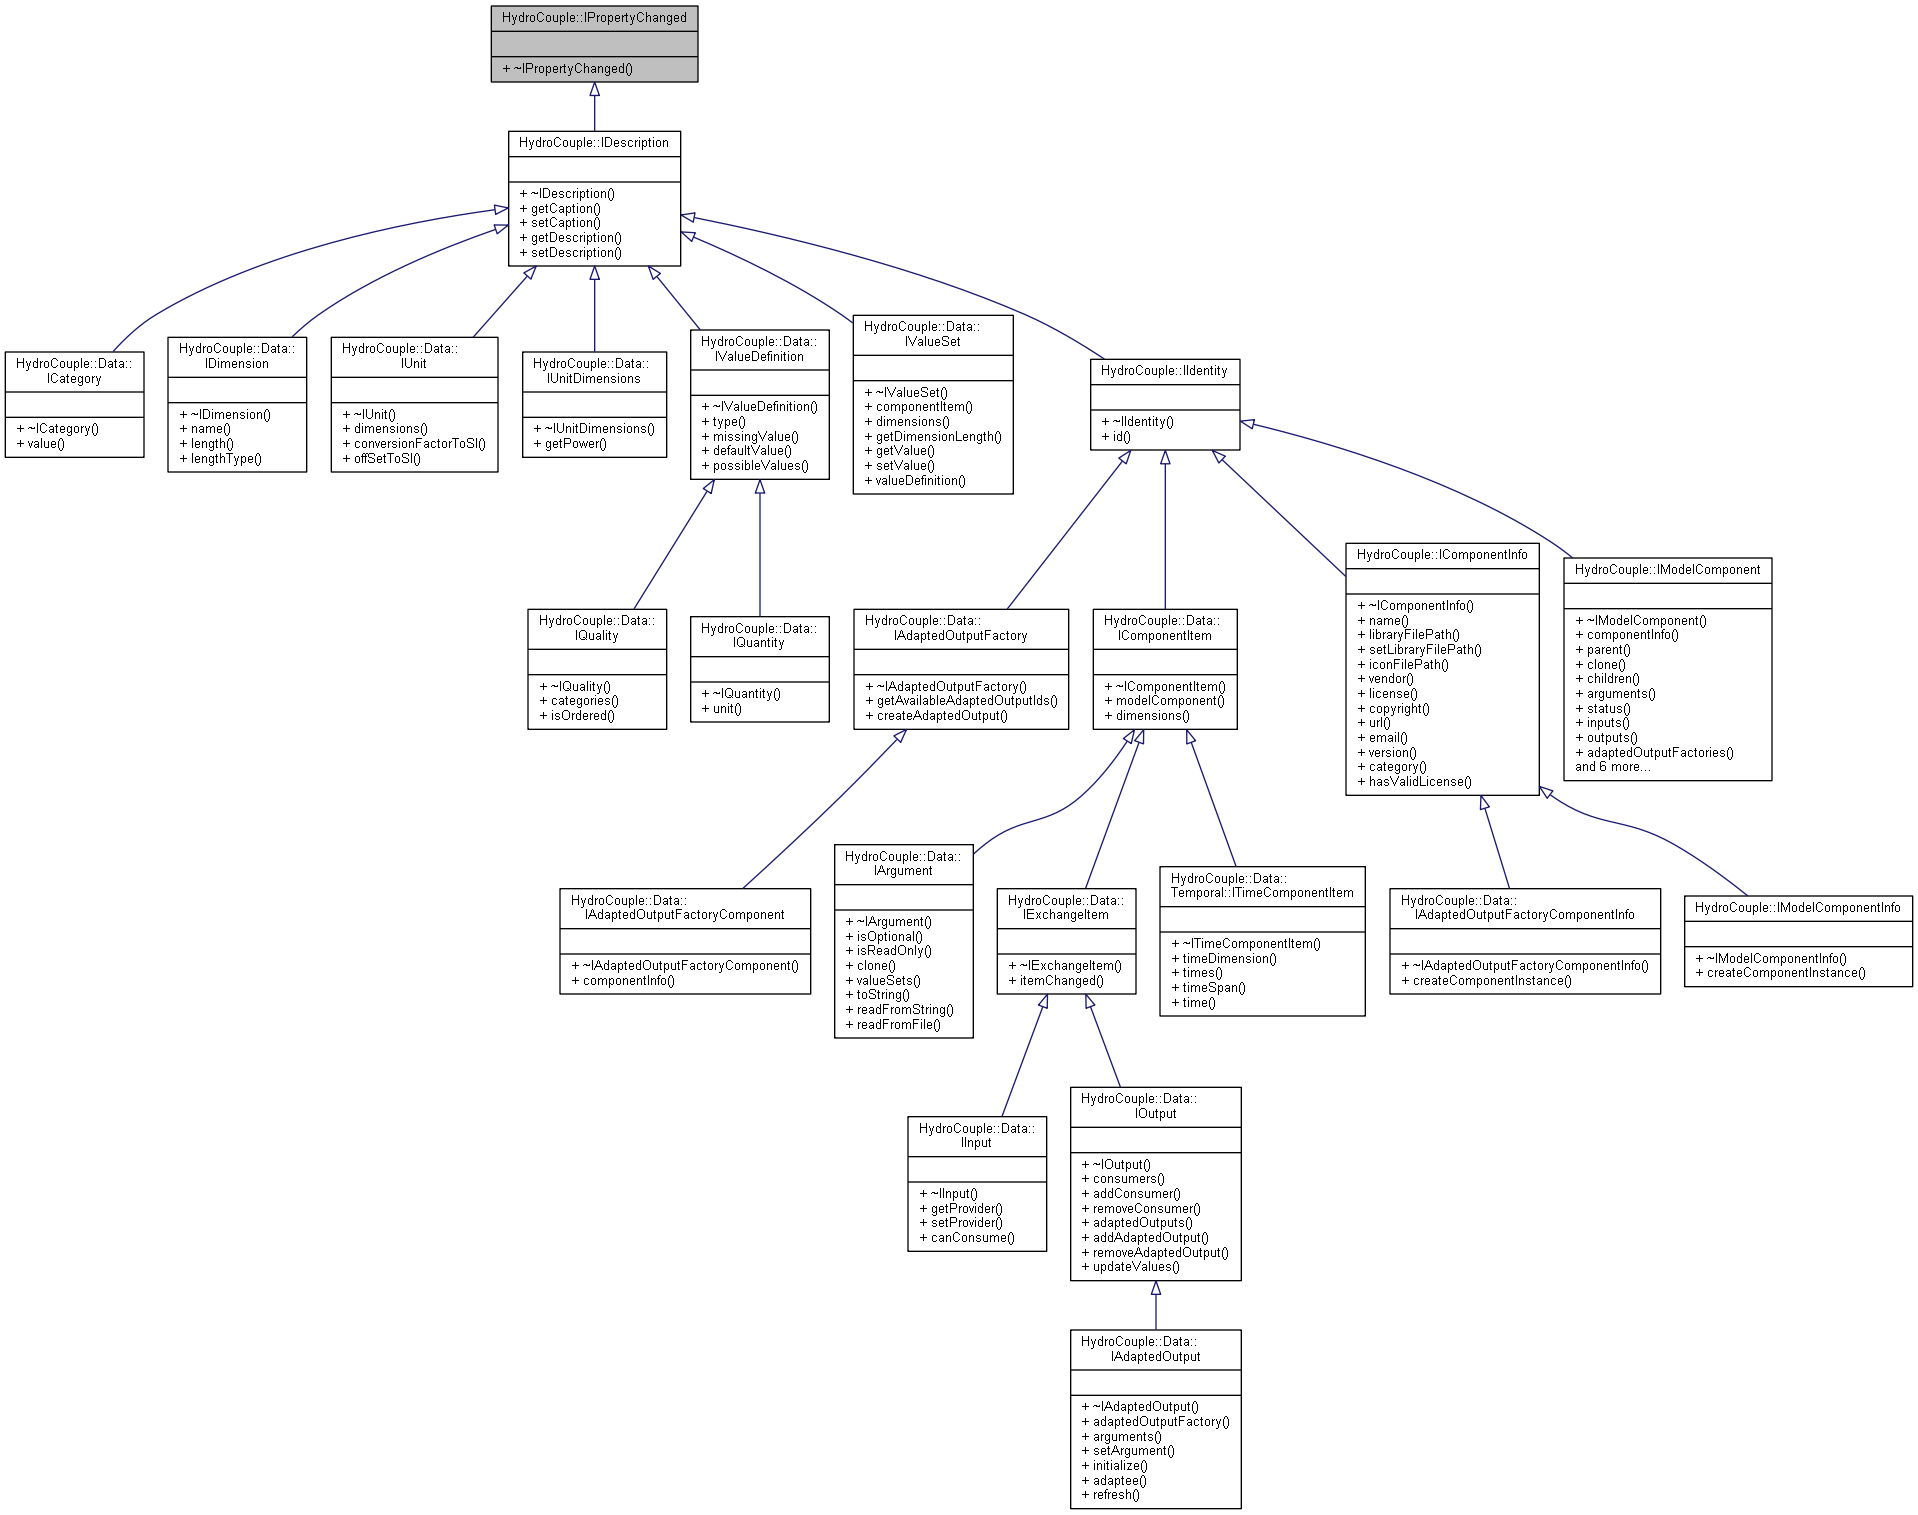 HydroCouple::IPropertyChanged
+ ~IPropertyChanged()
HydroCouple::IDescription
+ ~IDescription()
+ getCaption()
+ setCaption()
+ getDescription()
+ setDescription()
HydroCouple::Data::
ICategory
+ ~ICategory()
+ value()
HydroCouple::Data::
IDimension
+ ~IDimension()
+ name()
+ length()
+ lengthType()
HydroCouple::Data::
IUnit
+ ~IUnit()
+ dimensions()
+ conversionFactorToSI()
+ offSetToSI()
HydroCouple::Data::
IUnitDimensions
+ ~IUnitDimensions()
+ getPower()
HydroCouple::Data::
IValueDefinition
+ ~IValueDefinition()
+ type()
+ missingValue()
+ defaultValue()
+ possibleValues()
HydroCouple::Data::
IValueSet
+ ~IValueSet()
+ componentItem()
+ dimensions()
+ getDimensionLength()
+ getValue()
+ setValue()
+ valueDefinition()
HydroCouple::IIdentity
+ ~IIdentity()
+ id()
HydroCouple::Data::
IQuality
+ ~IQuality()
+ categories()
+ isOrdered()
HydroCouple::Data::
IQuantity
+ ~IQuantity()
+ unit()
HydroCouple::Data::
IAdaptedOutputFactory
+ ~IAdaptedOutputFactory()
+ getAvailableAdaptedOutputIds()
+ createAdaptedOutput()
HydroCouple::Data::
IComponentItem
+ ~IComponentItem()
+ modelComponent()
+ dimensions()
HydroCouple::IComponentInfo
+ ~IComponentInfo()
+ name()
+ libraryFilePath()
+ setLibraryFilePath()
+ iconFilePath()
+ vendor()
+ license()
+ copyright()
+ url()
+ email()
+ version()
+ category()
+ hasValidLicense()
HydroCouple::IModelComponent
+ ~IModelComponent()
+ componentInfo()
+ parent()
+ clone()
+ children()
+ arguments()
+ status()
+ inputs()
+ outputs()
+ adaptedOutputFactories()
and 6 more...
HydroCouple::Data::
IAdaptedOutputFactoryComponent
+ ~IAdaptedOutputFactoryComponent()
+ componentInfo()
HydroCouple::Data::
IArgument
+ ~IArgument()
+ isOptional()
+ isReadOnly()
+ clone()
+ valueSets()
+ toString()
+ readFromString()
+ readFromFile()
HydroCouple::Data::
IExchangeItem
+ ~IExchangeItem()
+ itemChanged()
HydroCouple::Data::
Temporal::ITimeComponentItem
+ ~ITimeComponentItem()
+ timeDimension()
+ times()
+ timeSpan()
+ time()
HydroCouple::Data::
IAdaptedOutputFactoryComponentInfo
+ ~IAdaptedOutputFactoryComponentInfo()
+ createComponentInstance()
HydroCouple::IModelComponentInfo
+ ~IModelComponentInfo()
+ createComponentInstance()
HydroCouple::Data::
IInput
+ ~IInput()
+ getProvider()
+ setProvider()
+ canConsume()
HydroCouple::Data::
IOutput
+ ~IOutput()
+ consumers()
+ addConsumer()
+ removeConsumer()
+ adaptedOutputs()
+ addAdaptedOutput()
+ removeAdaptedOutput()
+ updateValues()
HydroCouple::Data::
IAdaptedOutput
+ ~IAdaptedOutput()
+ adaptedOutputFactory()
+ arguments()
+ setArgument()
+ initialize()
+ adaptee()
+ refresh()